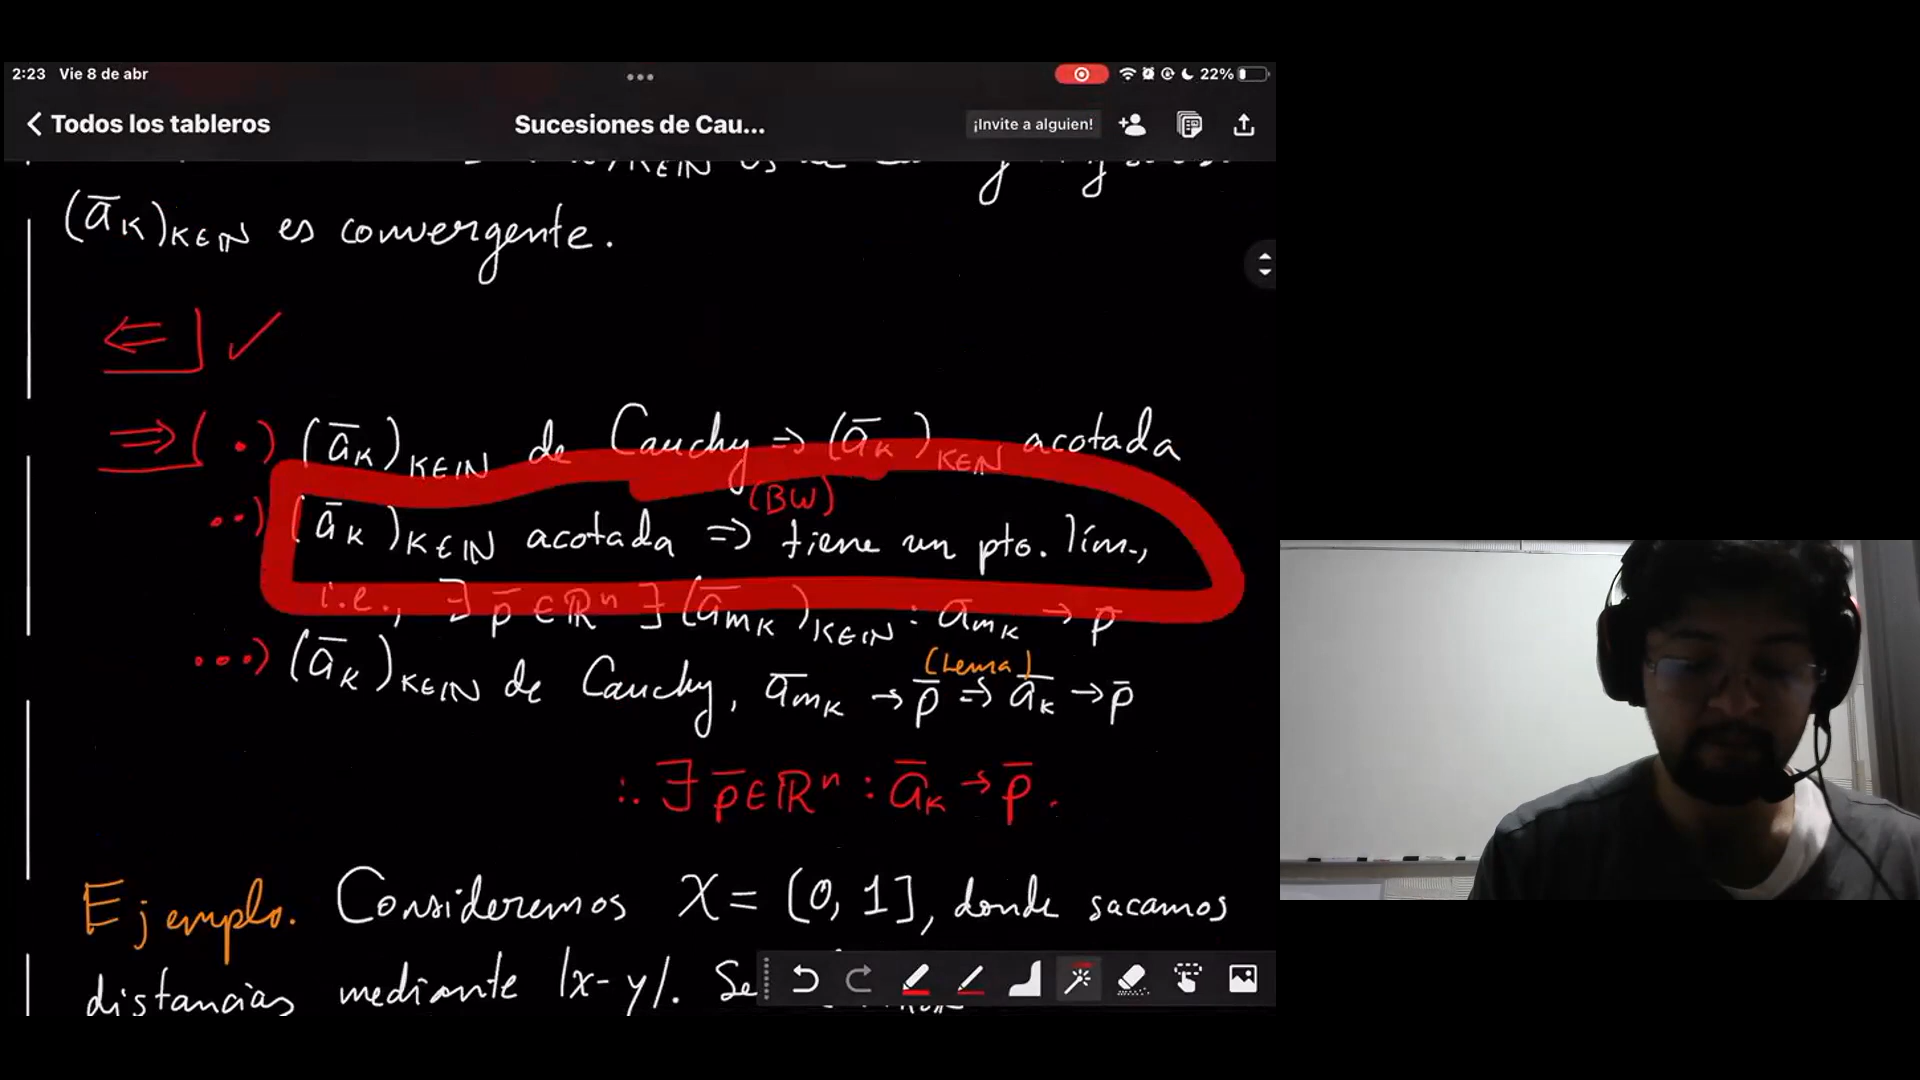 2:23 Vie 8 de abr
22%
Todos los tableros
Sucesiones de Cau...
¡Invite a alguien!
(āₖ)ₖ∈ℕ es convergente.
⇐] ✓
⇒( •) (āₖ)ₖ∈ℕ de Cauchy ⇒ (āₖ)ₖ∈ℕ acotada
(BW)
••) (āₖ)ₖ∈ℕ acotada ⇒ tiene un pto. lím.,
i.e., ∃ p̄ ∈ ℝⁿ ∃ (āₘₖ)ₖ∈ℕ : āₘₖ → p̄
(Lema)
•••) (āₖ)ₖ∈ℕ de Cauchy, āₘₖ → p̄ ⇒ āₖ → p̄
∴ ∃ p̄ ∈ ℝⁿ : āₖ → p̄.
Ejemplo. Consideremos X = (0, 1], donde sacamos
distancias mediante |x-y|. Se